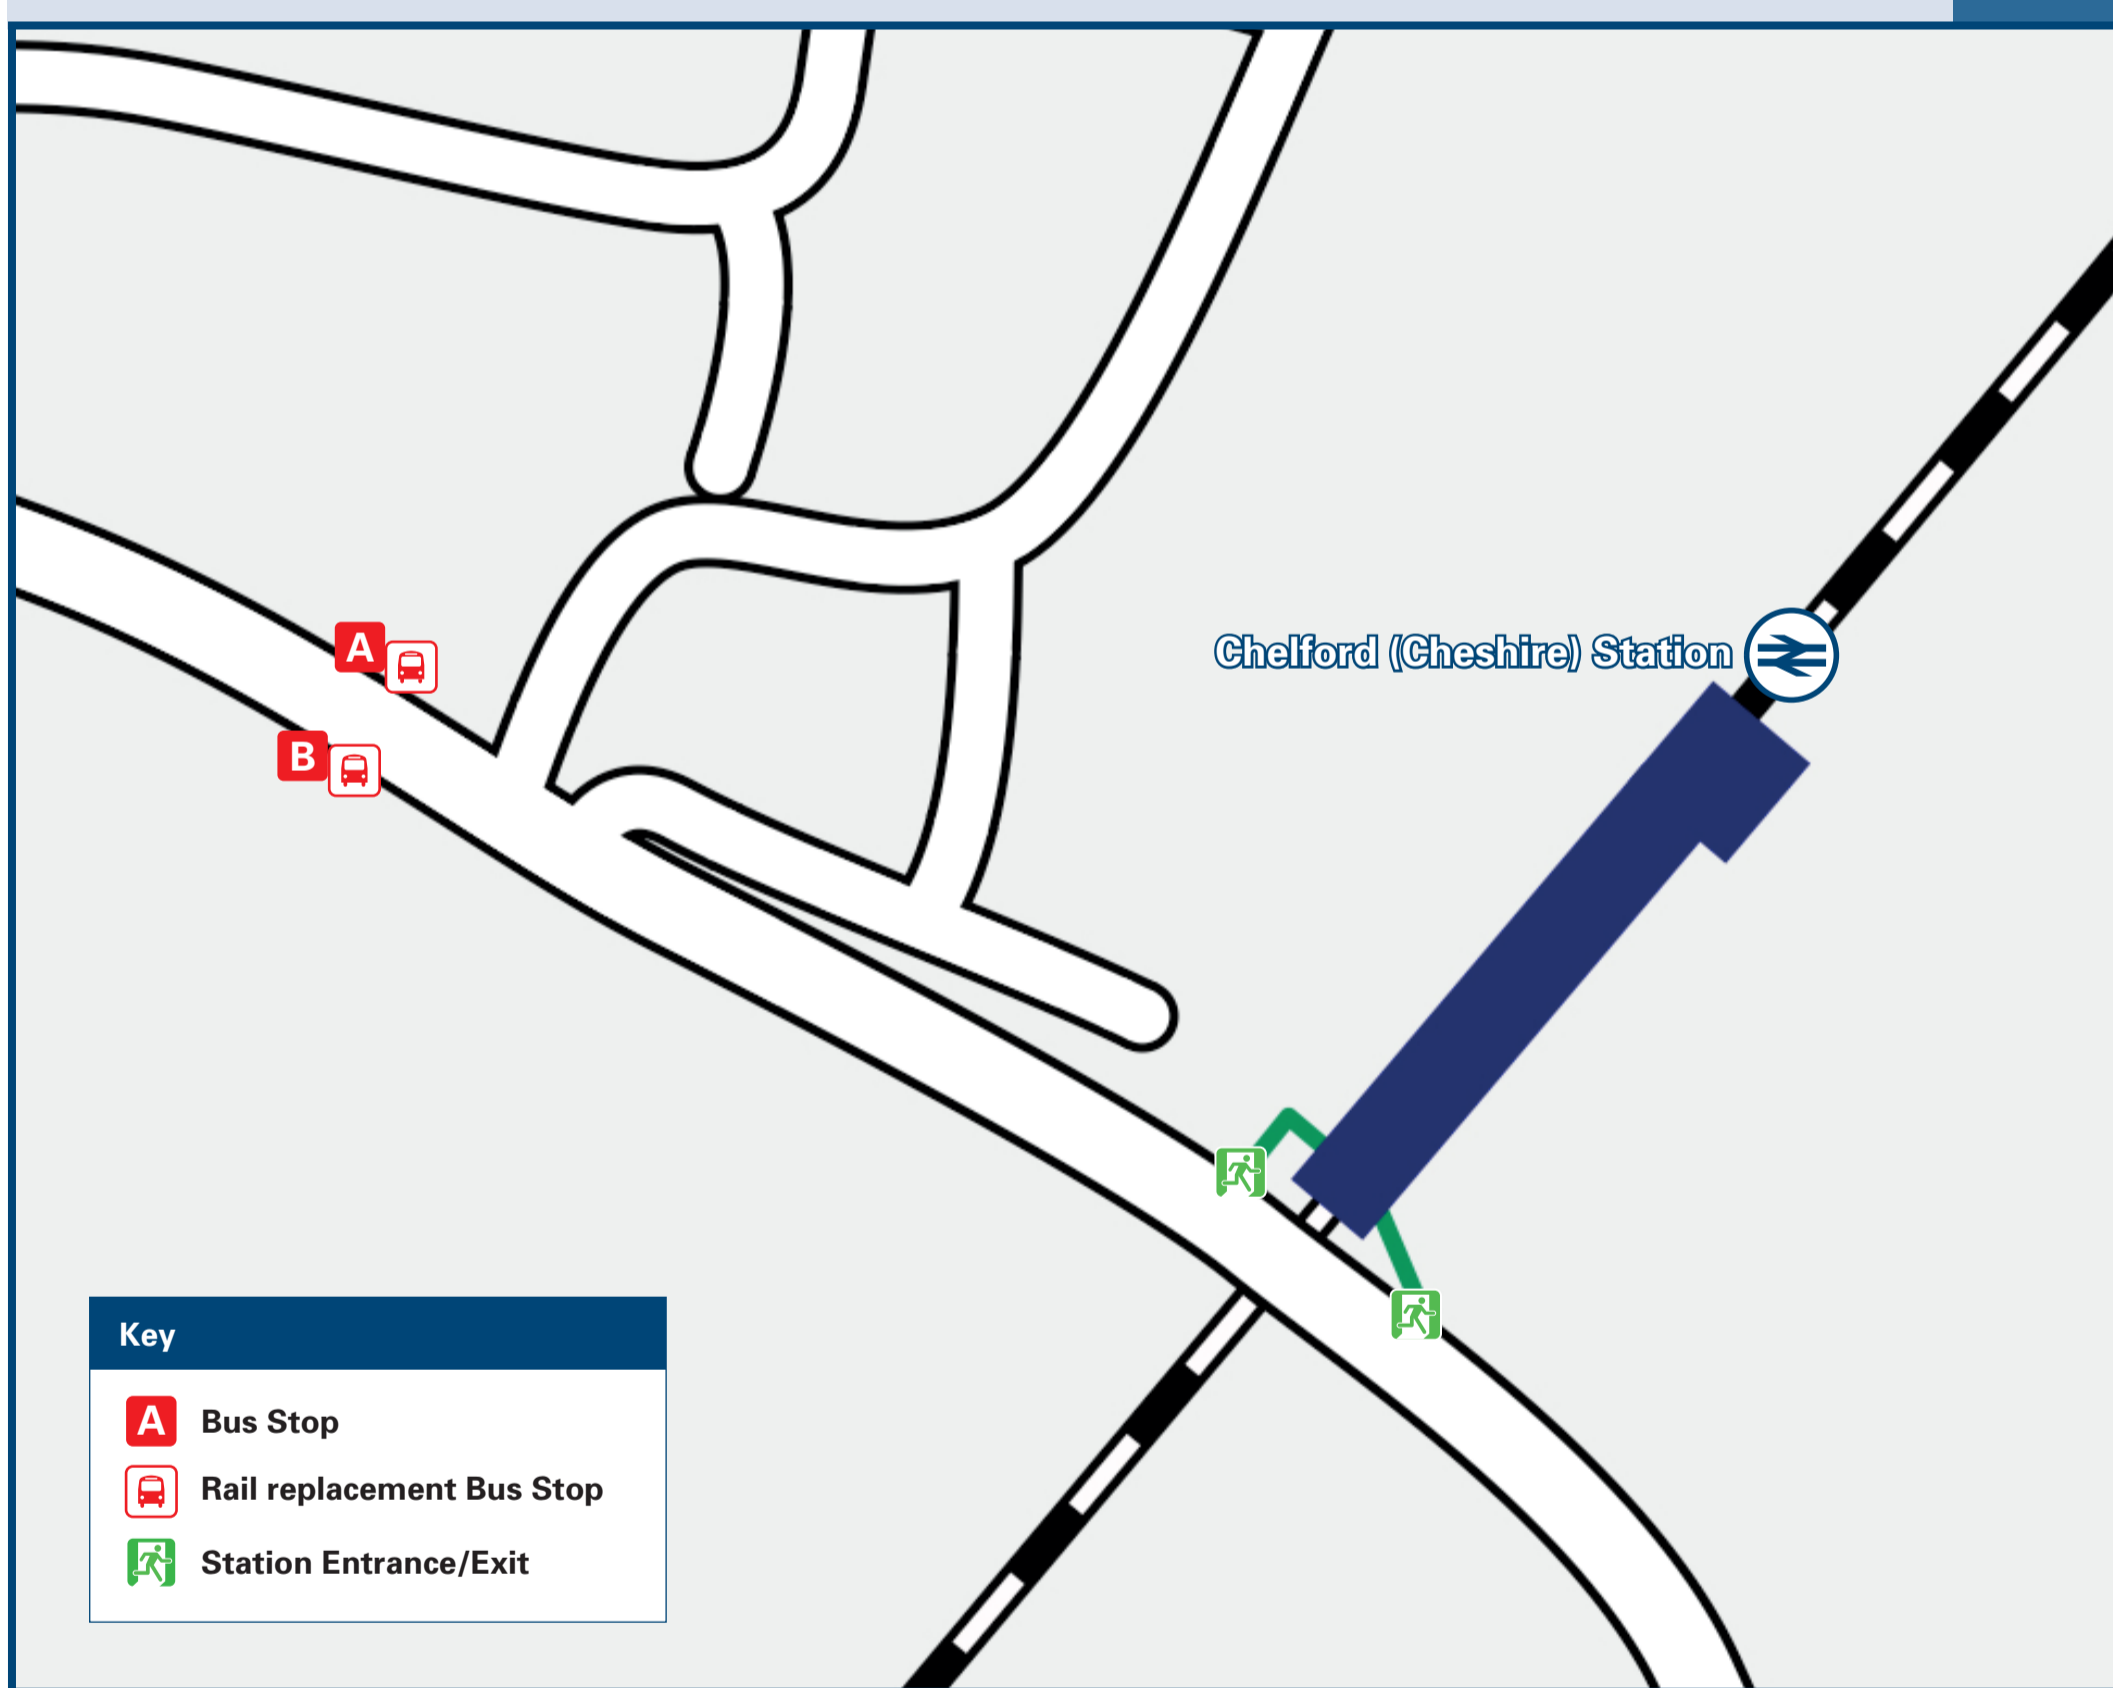 A
B
Chelford (Cheshire) Station
Key
A Bus Stop
Rail replacement Bus Stop
Station Entrance/Exit